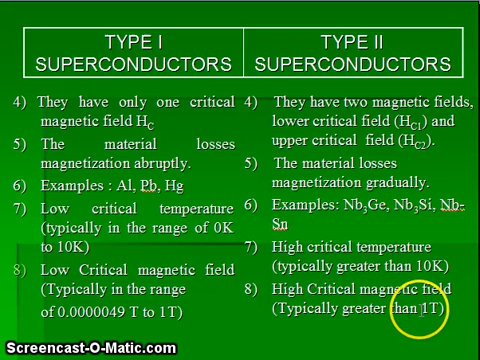 TYPE I
SUPERCONDUCTORS
TYPE II
SUPERCONDUCTORS
4) They have only one critical
magnetic field HC
5) The material losses
magnetization abruptly.
6) Examples : Al, Pb, Hg
7) Low critical temperature
(typically in the range of 0K
to 10K)
8) Low Critical magnetic field
(Typically in the range
of 0.0000049 T to 1T)
4) They have two magnetic fields,
lower critical field (HC1) and
upper critical field (HC2).
5) The material losses
magnetization gradually.
6) Examples: Nb3Ge, Nb3Si, Nb-
Sn
7) High critical temperature
(typically greater than 10K)
8) High Critical magnetic field
(Typically greater than 1T)
Screencast-O-Matic.com